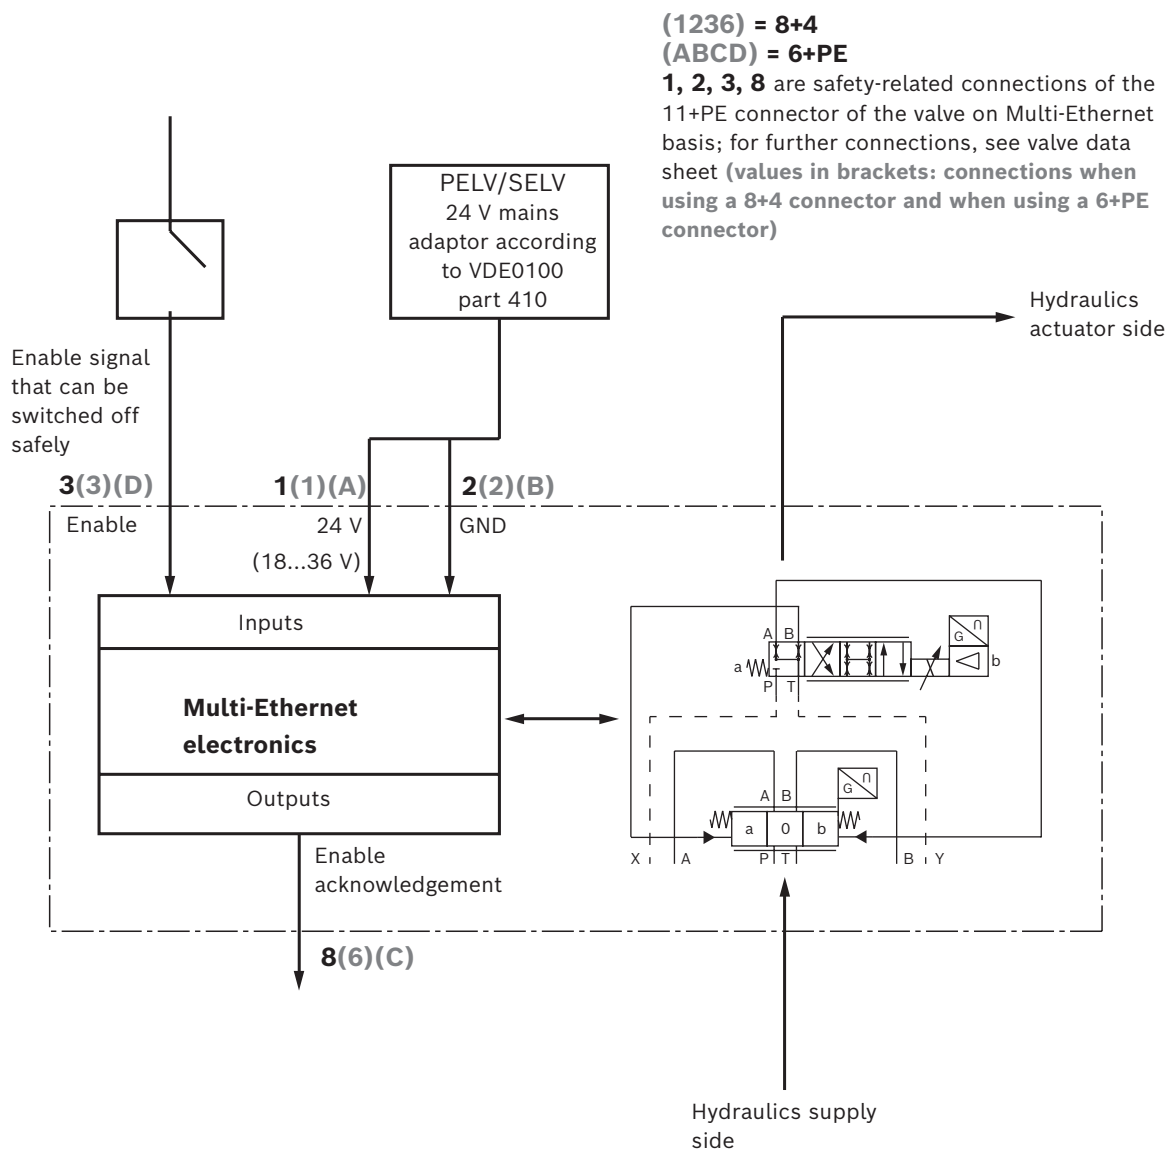 (1236) = 8+4
(ABCD) = 6+PE
1, 2, 3, 8 are safety-related connections of the
11+PE connector of the valve on Multi-Ethernet
basis; for further connections, see valve data
sheet (values in brackets: connections when
using a 8+4 connector and when using a 6+PE
connector)
PELV/SELV
24 V mains
adaptor according
to VDE0100
part 410
Hydraulics
actuator side
Enable signal
that can be
switched off
safely
3(3)(D)
1(1)(A)
2(2)(B)
Enable
24 V
GND
(18...36 V)
Inputs
Multi-Ethernet
electronics
Outputs
Enable
acknowledgement
8(6)(C)
A B
U
G
a
b
P T
A B
U
G
a 0 b
X A P T B Y
Hydraulics supply
side